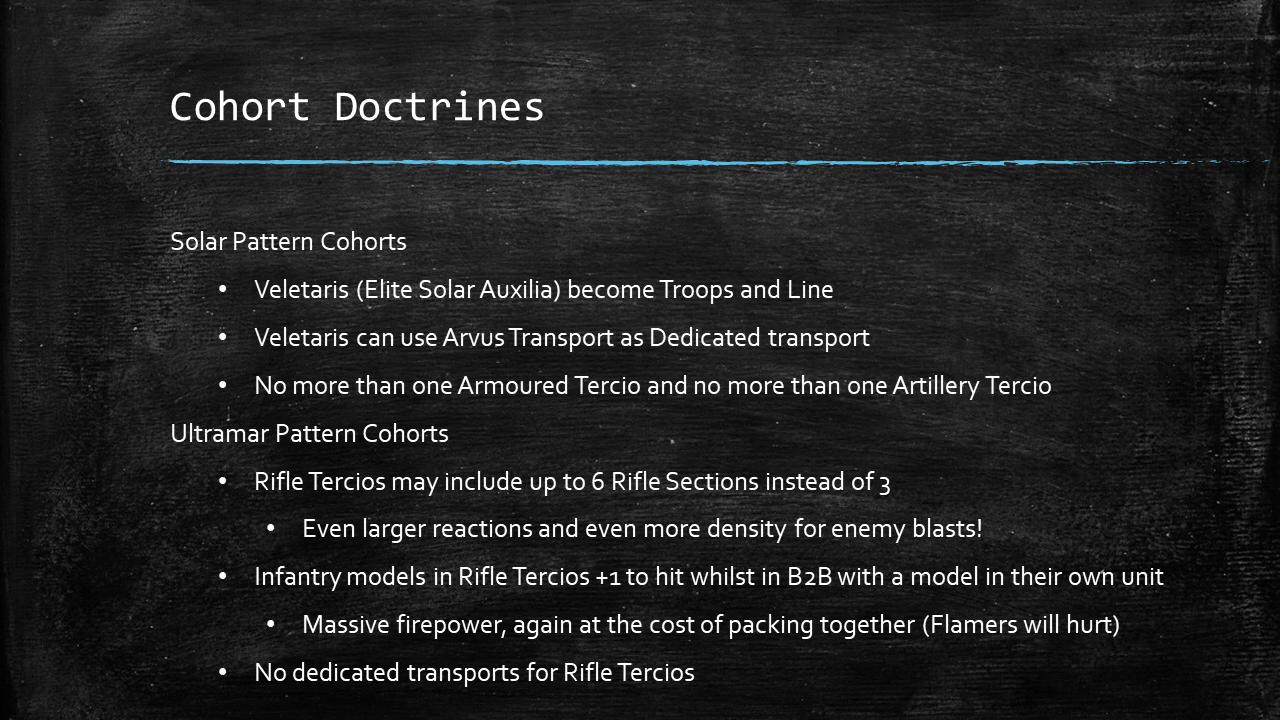 Cohort Doctrines
Solar Pattern Cohorts
• Veletaris (Elite Solar Auxilia) become Troops and Line
• Veletaris can use Arvus Transport as Dedicated transport
• No more than one Armoured Tercio and no more than one Artillery Tercio
Ultramar Pattern Cohorts
• Rifle Tercios may include up to 6 Rifle Sections instead of 3
• Even larger reactions and even more density for enemy blasts!
• Infantry models in Rifle Tercios +1 to hit whilst in B2B with a model in their own unit
• Massive firepower, again at the cost of packing together (Flamers will hurt)
• No dedicated transports for Rifle Tercios